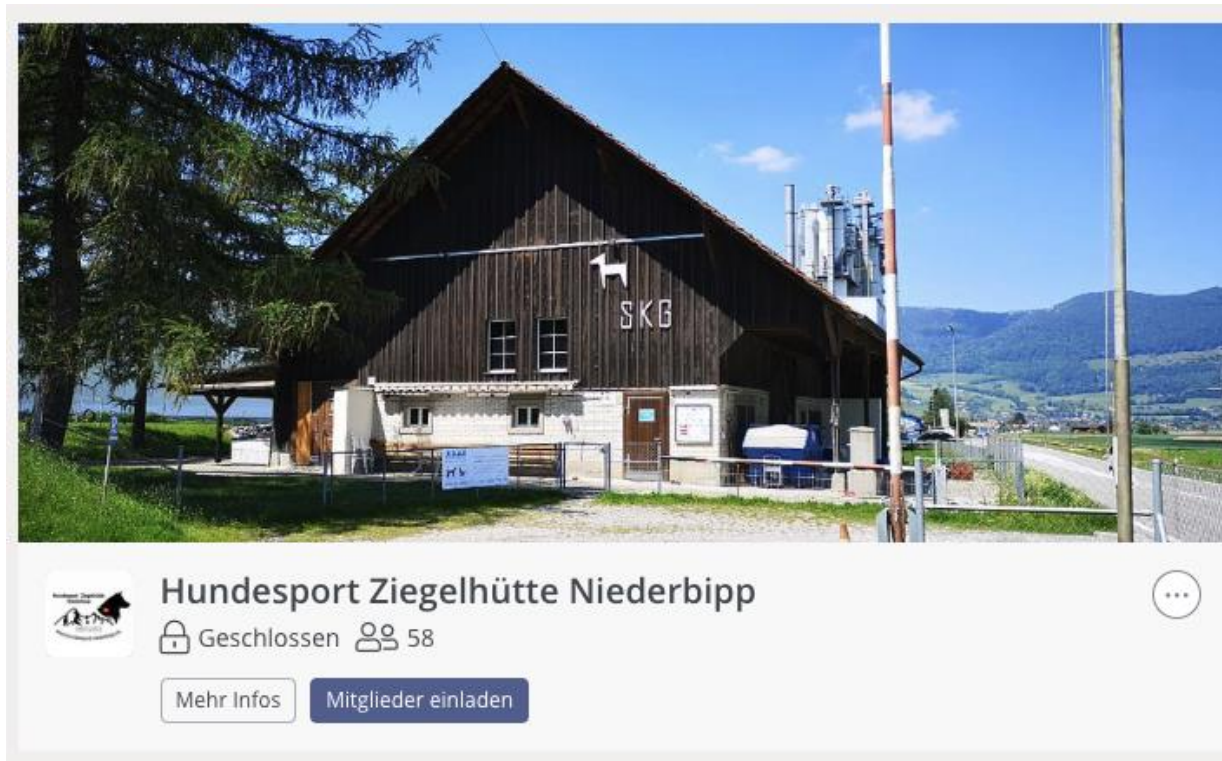 SKG
Hundesport Ziegelhütte Niederbipp
Geschlossen 58
Mehr Infos Mitglieder einladen